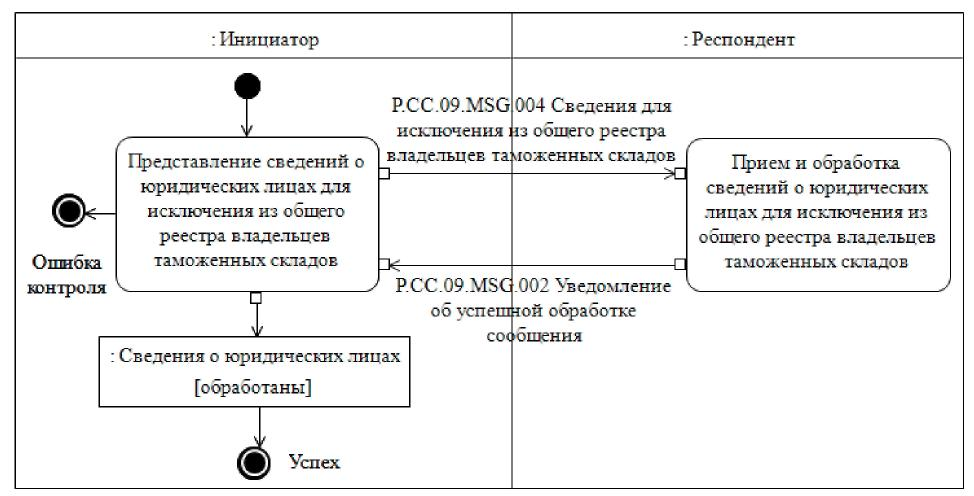 : Инициатор
: Респондент
P.CC.09.MSG.004 Сведения для
исключения из общего реестра
владельцев таможенных складов
Представление сведений о
юридических лицах для
исключения из общего
реестра владельцев
таможенных складов
Прием и обработка
сведений о юридических
лицах для исключения из
общего реестра владельцев
таможенных складов
Ошибка
контроля
P.CC.09.MSG.002 Уведомление
об успешной обработке
сообщения
: Сведения о юридических лицах
[обработаны]
Успех